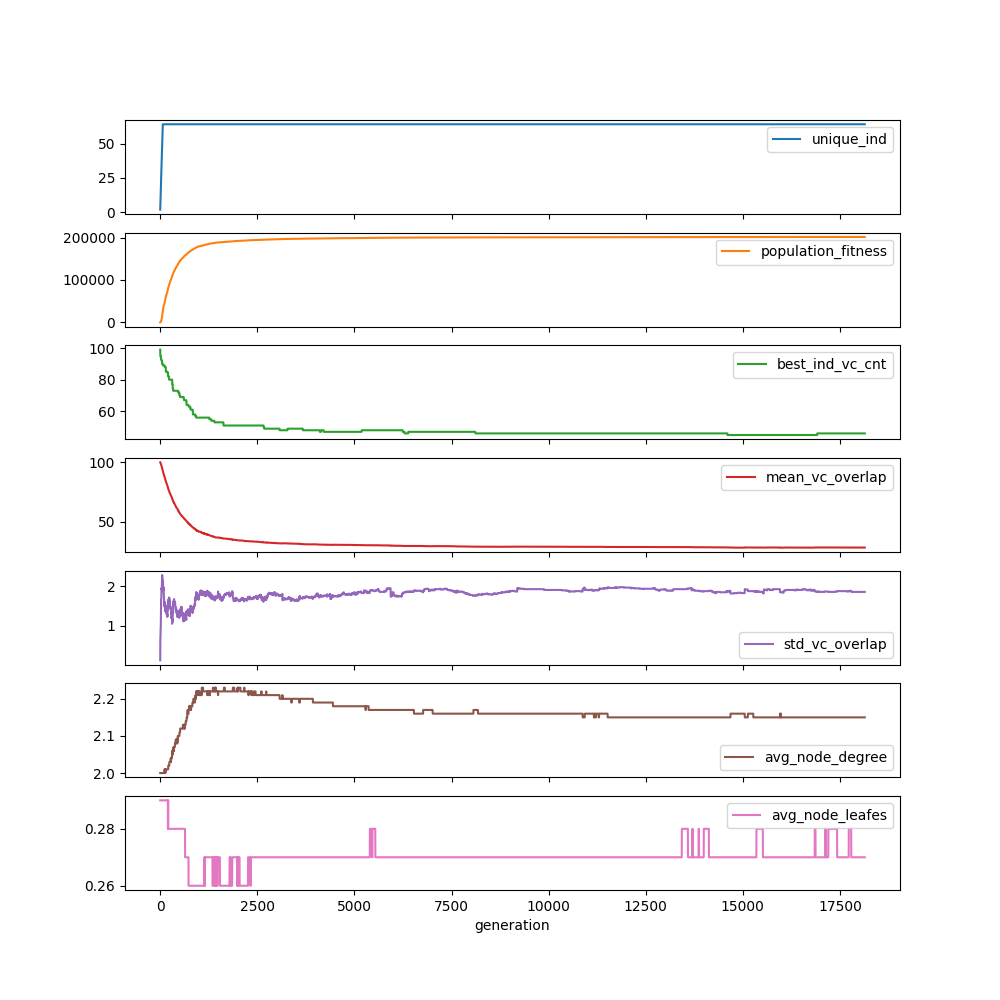 50
25
0
unique_ind
200000
100000
0
population_fitness
100
80
60
best_ind_vc_cnt
100
50
mean_vc_overlap
2
1
std_vc_overlap
2.2
2.1
2.0
avg_node_degree
0.28
0.26
avg_node_leafes
0 2500 5000 7500 10000 12500 15000 17500
generation